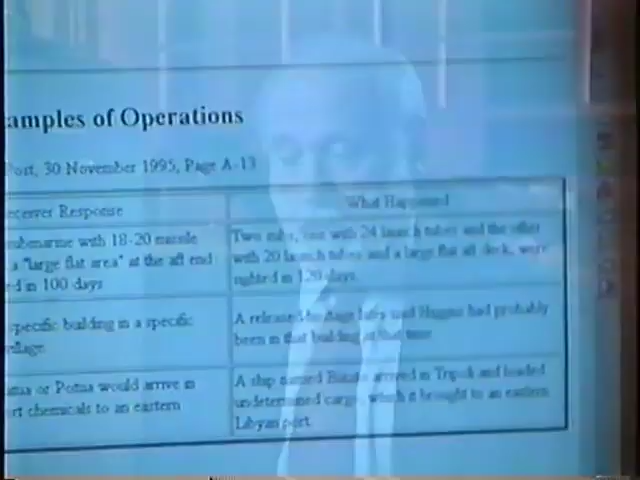 amples of Operations
Post, 30 November 1995, Page A-13
eceiver Response
What Happened
submarine with 18-20 missile
a "large flat area" at the aft end
ed in 100 days
Two subs, one with 24 launch tubes and the other
with 20 launch tubes and a large flat aft deck, were
sighted in 120 days.
specific building in a specific
village
A released hostage later said Higgins had probably
been in that building at that time
or Potua would arrive in
rt chemicals to an eastern
A ship named Batato arrived in Tripoli and loaded
undetermined cargo, which it brought to an eastern
Libyan port.